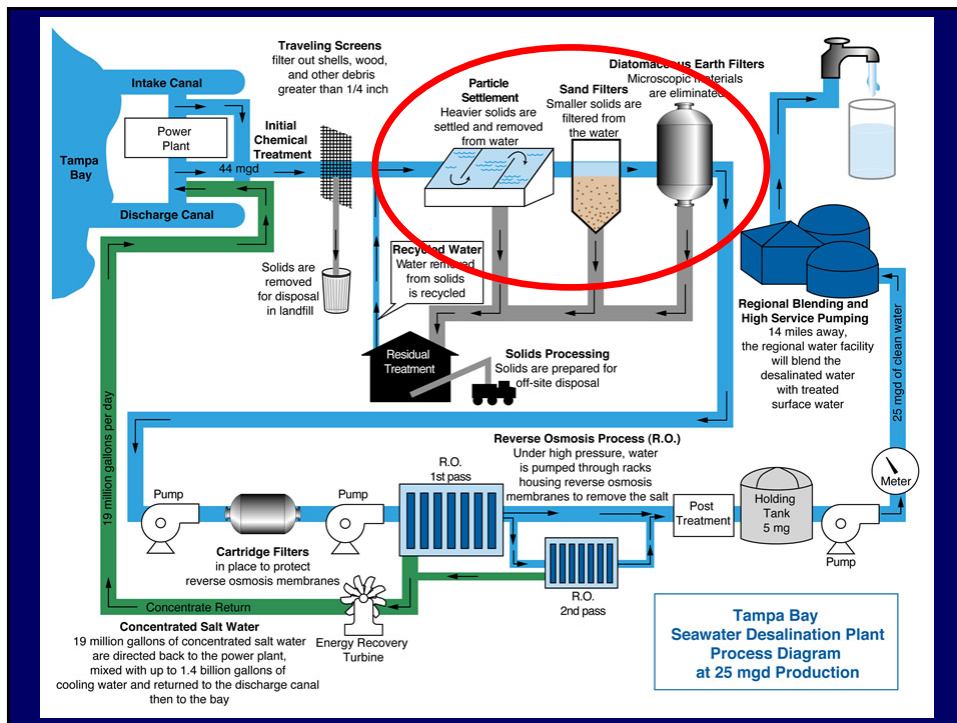 Traveling Screens
filter out shells, wood,
and other debris
greater than 1/4 inch
Diatomaceous Earth Filters
Microscopic materials
are eliminated
Particle
Settlement
Heavier solids are
settled and removed
from water
Sand Filters
Smaller solids are
filtered from
the water
Intake Canal
Power
Plant
Initial
Chemical
Treatment
Tampa
Bay
44 mgd
Discharge Canal
Solids are
removed
for disposal
in landfill
Recycled Water
Water removed
from solids
is recycled
Residual
Treatment
Solids Processing
Solids are prepared for
off-site disposal
Regional Blending and
High Service Pumping
14 miles away,
the regional water facility
will blend the
desalinated water
with treated
surface water
25 mgd of clean water
19 million gallons per day
Reverse Osmosis Process (R.O.)
Under high pressure, water
is pumped through racks
housing reverse osmosis
membranes to remove the salt
R.O.
1st pass
Pump
Pump
Cartridge Filters
in place to protect
reverse osmosis membranes
Post
Treatment
Holding
Tank
5 mg
Meter
Pump
R.O.
2nd pass
Concentrate Return
Energy Recovery
Turbine
Concentrated Salt Water
19 million gallons of concentrated salt water
are directed back to the power plant,
mixed with up to 1.4 billion gallons of
cooling water and returned to the discharge canal
then to the bay
Tampa Bay
Seawater Desalination Plant
Process Diagram
at 25 mgd Production